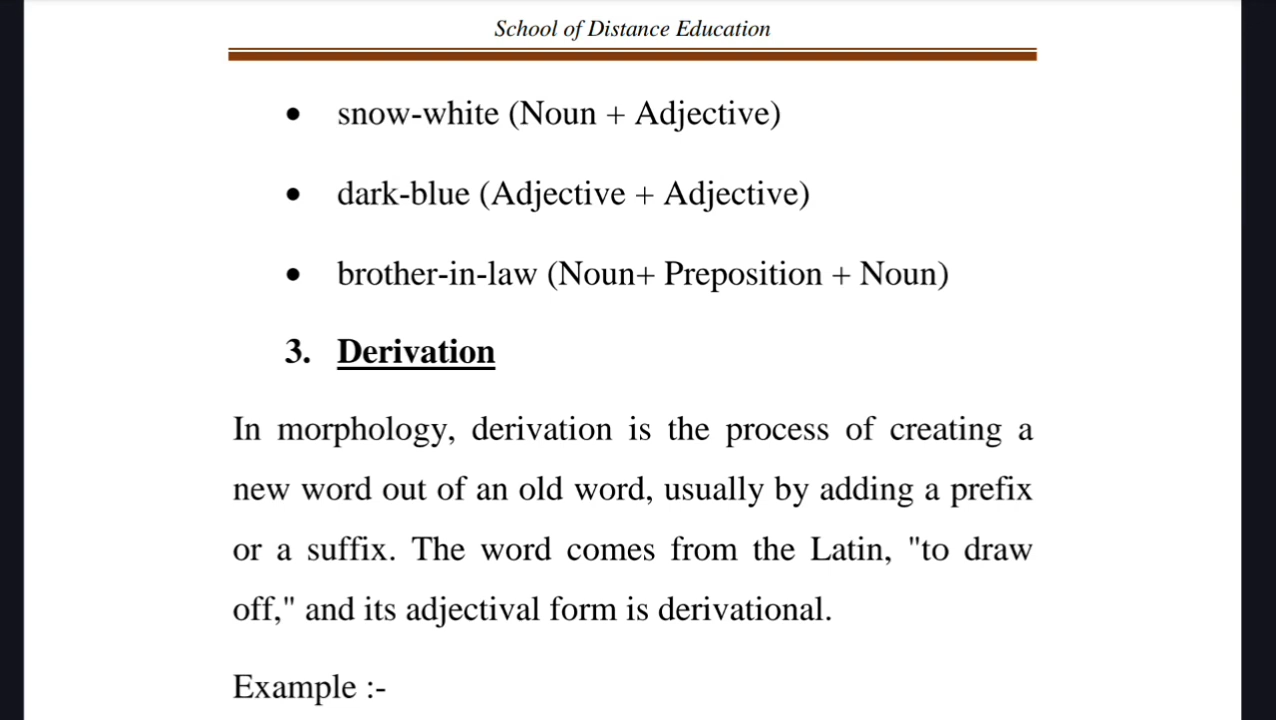 School of Distance Education
• snow-white (Noun + Adjective)
• dark-blue (Adjective + Adjective)
• brother-in-law (Noun+ Preposition + Noun)
3. Derivation
In morphology, derivation is the process of creating a
new word out of an old word, usually by adding a prefix
or a suffix. The word comes from the Latin, "to draw
off," and its adjectival form is derivational.
Example :-